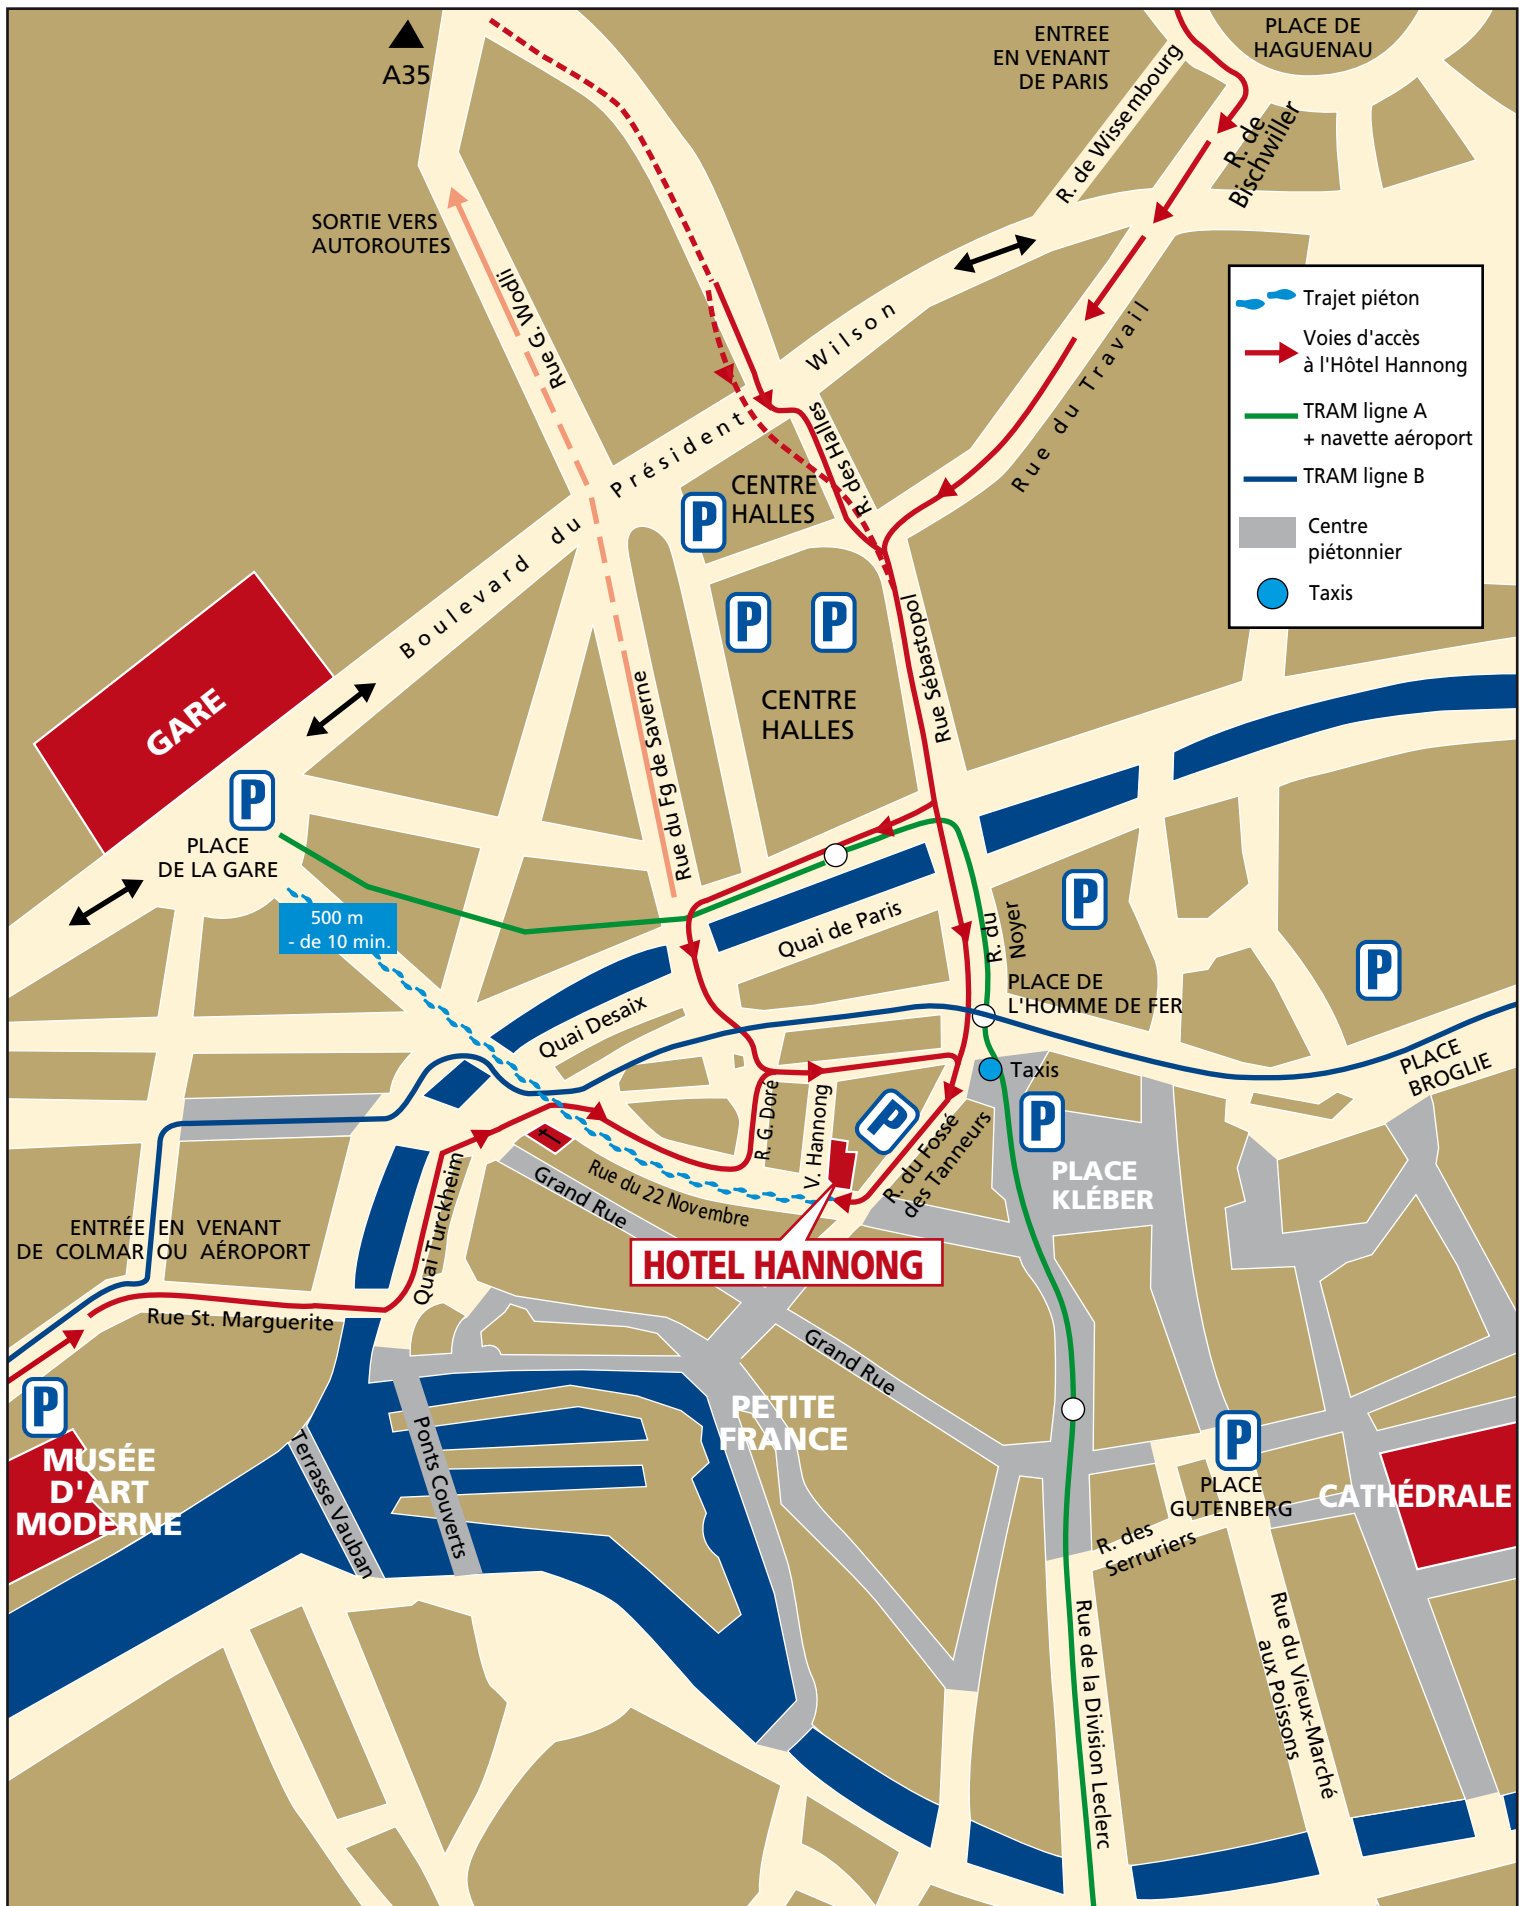 A35
ENTREE
EN VENANT
DE PARIS
PLACE DE
HAGUENAU
R. de Wissembourg
R. de
Bischwiller
SORTIE VERS
AUTOROUTES
Rue G. Wodli
Boulevard du Président Wilson
R. des Halles
Rue du Travail
Trajet piéton
Voies d'accès
à l'Hôtel Hannong
TRAM ligne A
+ navette aéroport
TRAM ligne B
Centre
piétonnier
Taxis
P
CENTRE
HALLES
P
P
CENTRE
HALLES
Rue Sébastopol
GARE
P
PLACE
DE LA GARE
Rue du Fg de Saverne
500 m
- de 10 min.
Quai de Paris
R. du
Noyer
P
P
PLACE DE
L'HOMME DE FER
Quai Desaix
Taxis
PLACE
BROGLIE
R. G. Doré
V. Hannong
P
P
R. du Fossé
des Tanneurs
PLACE
KLÉBER
Rue du 22 Novembre
Grand Rue
Quai Turckheim
ENTRÉE EN VENANT
DE COLMAR OU AÉROPORT
HOTEL HANNONG
Rue St. Marguerite
Grand Rue
P
MUSÉE
D'ART
MODERNE
Terrasse Vauban
Ponts Couverts
PETITE
FRANCE
P
PLACE
GUTENBERG
CATHÉDRALE
R. des
Serruriers
Rue de la Division Leclerc
Rue du Vieux-Marché
aux Poissons